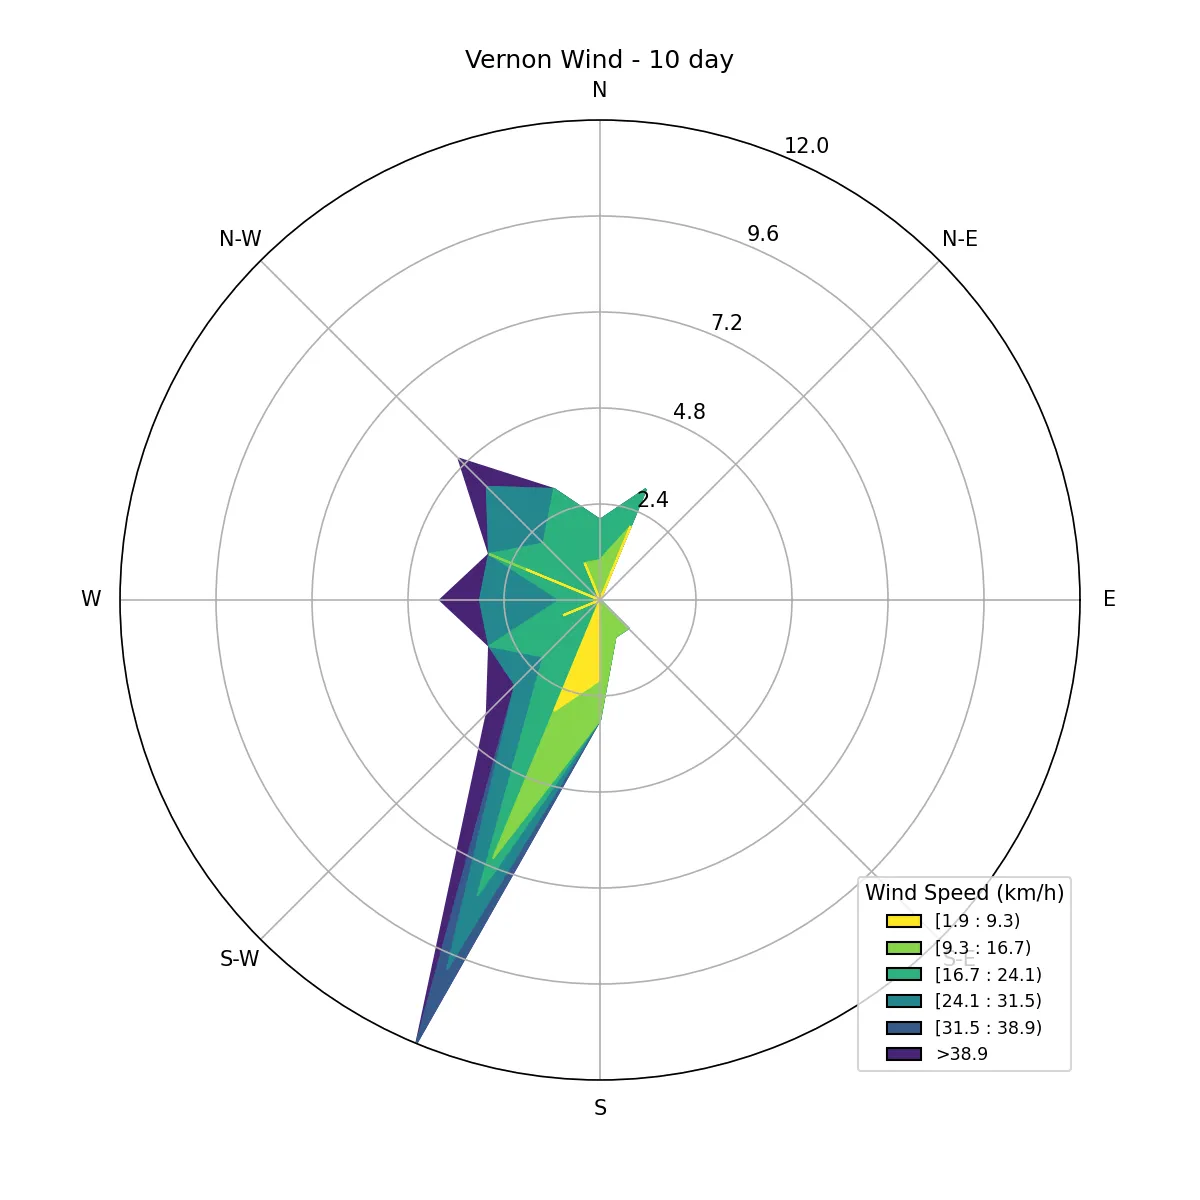 Vernon Wind - 10 day
N
12.0
N-W
9.6
N-E
7.2
4.8
2.4
W
E
Wind Speed (km/h)
[1.9 : 9.3)
[9.3 : 16.7)
S-W
S-E
[16.7 : 24.1)
[24.1 : 31.5)
[31.5 : 38.9)
>38.9
S